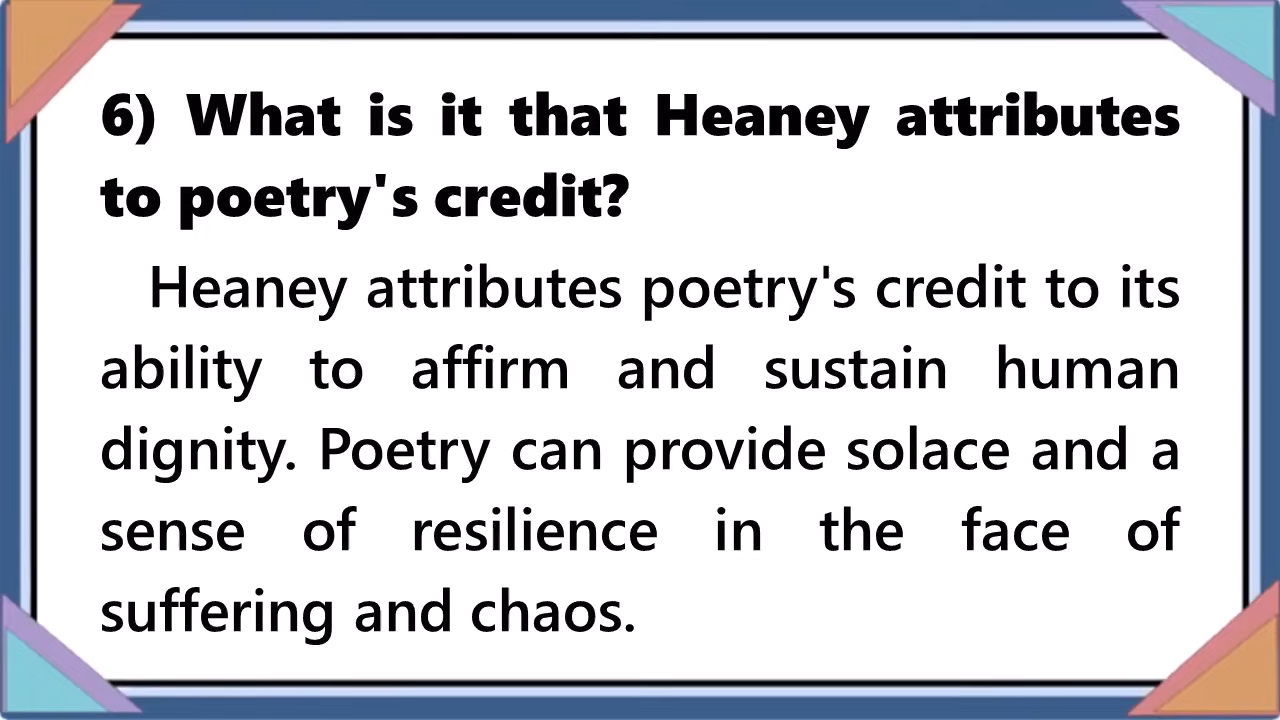 6) What is it that Heaney attributes
to poetry's credit?
Heaney attributes poetry's credit to its
ability to affirm and sustain human
dignity. Poetry can provide solace and a
sense of resilience in the face of
suffering and chaos.